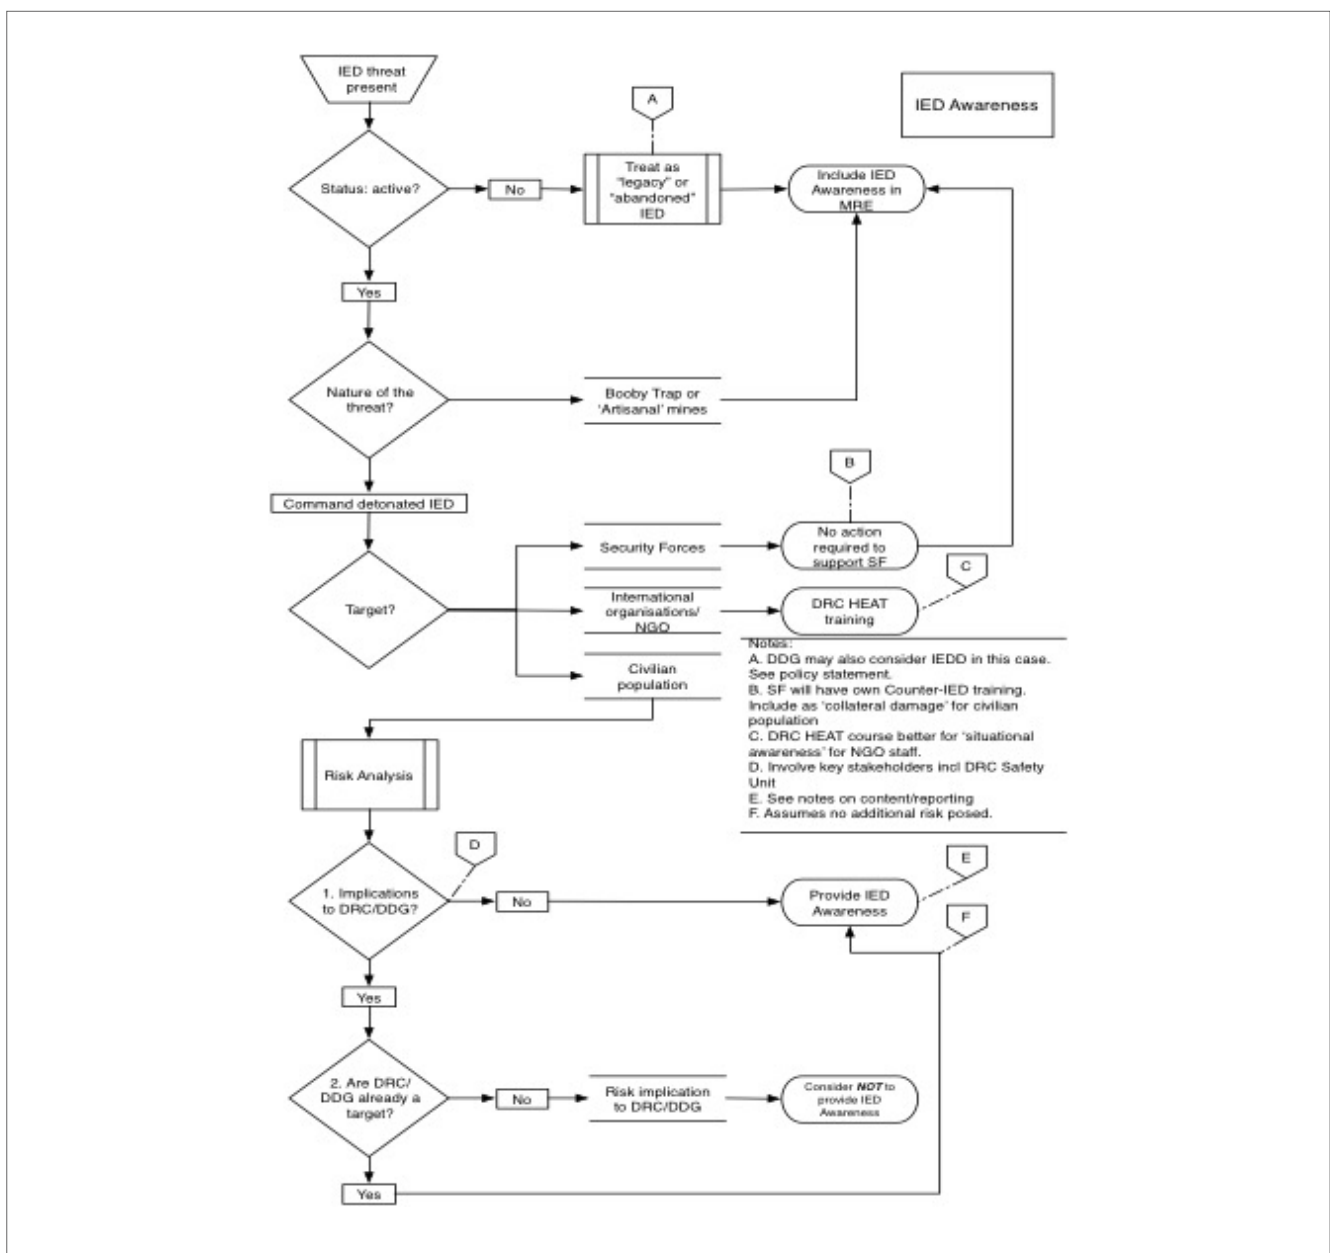 IED threat
present
A
IED Awareness
Status: active?
No
Treat as
"legacy" or
"abandoned"
IED
Include IED
Awareness in
MRE
Yes
Nature of the
threat?
Booby Trap or
'Artisanal' mines
B
Command detonated IED
Security Forces
No action
required to
support SF
C
Target?
International
organisations/
NGO
DRC HEAT
training
Civilian
population
Notes:
A. DDG may also consider IEDD in this case.
See policy statement.
B. SF will have own Counter-IED training.
Include as 'collateral damage' for civilian
population
C. DRC HEAT course better for 'situational
awareness' for NGO staff.
D. Involve key stakeholders incl DRC Safety
Unit
E. See notes on content/reporting
F. Assumes no additional risk posed.
Risk Analysis
D
E
1. Implications
to DRC/DDG?
No
Provide IED
Awareness
F
Yes
2. Are DRC/
DDG already a
target?
No
Risk implication
to DRC/DDG
Consider NOT to
provide IED
Awareness
Yes